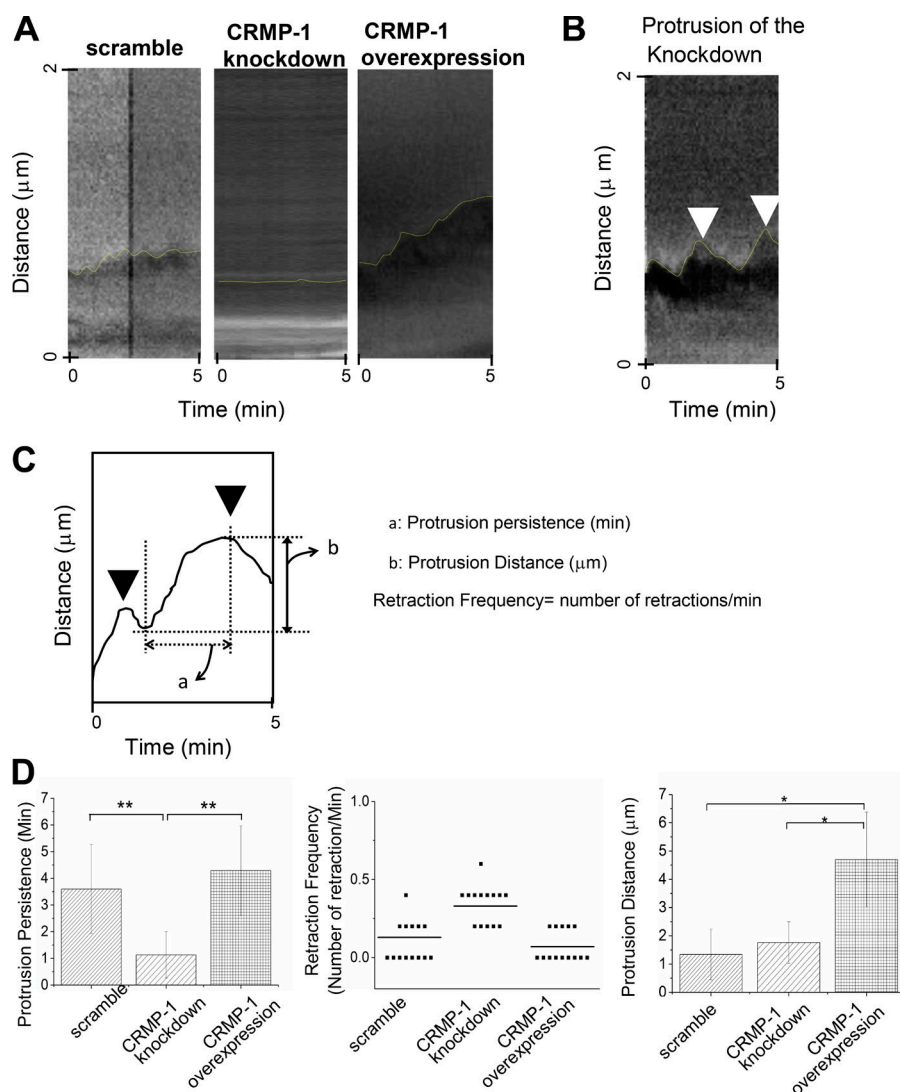 A
scramble
CRMP-1
knockdown
CRMP-1
overexpression
2
Distance (μm)
0
0
5
0
5
0
5
Time (min)
B
Protrusion of the
Knockdown
2
Distance (μ m)
0
0
5
Time (min)
C
Distance (μm)
b
a
0
5
Time (min)
a: Protrusion persistence (min)
b: Protrusion Distance (μm)
Retraction Frequency= number of retractions/min
D
Protrusion Persistence (Min)
7
6
5
4
3
2
1
0
**
**
scramble
CRMP-1
knockdown
CRMP-1
overexpression
Retraction Frequency
(Number of retraction/Min)
1.0
0.5
0.0
scramble
CRMP-1
knockdown
CRMP-1
overexpression
Protrusion Distance (μm)
7
6
5
4
3
2
1
0
*
*
scramble
CRMP-1
knockdown
CRMP-1
overexpression